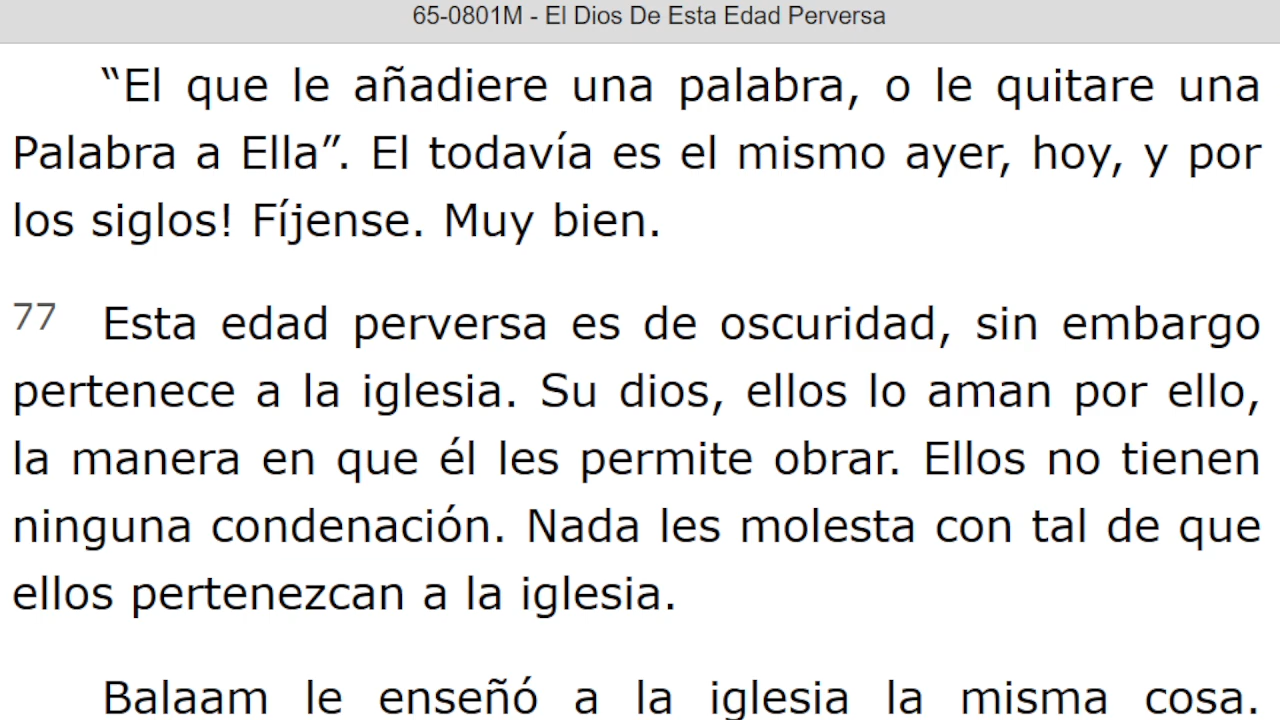 65-0801M - El Dios De Esta Edad Perversa
“El que le añadiere una palabra, o le quitare una
Palabra a Ella”. El todavía es el mismo ayer, hoy, y por
los siglos! Fíjense. Muy bien.
77 Esta edad perversa es de oscuridad, sin embargo
pertenece a la iglesia. Su dios, ellos lo aman por ello,
la manera en que él les permite obrar. Ellos no tienen
ninguna condenación. Nada les molesta con tal de que
ellos pertenezcan a la iglesia.
Balaam le enseñó a la iglesia la misma cosa.